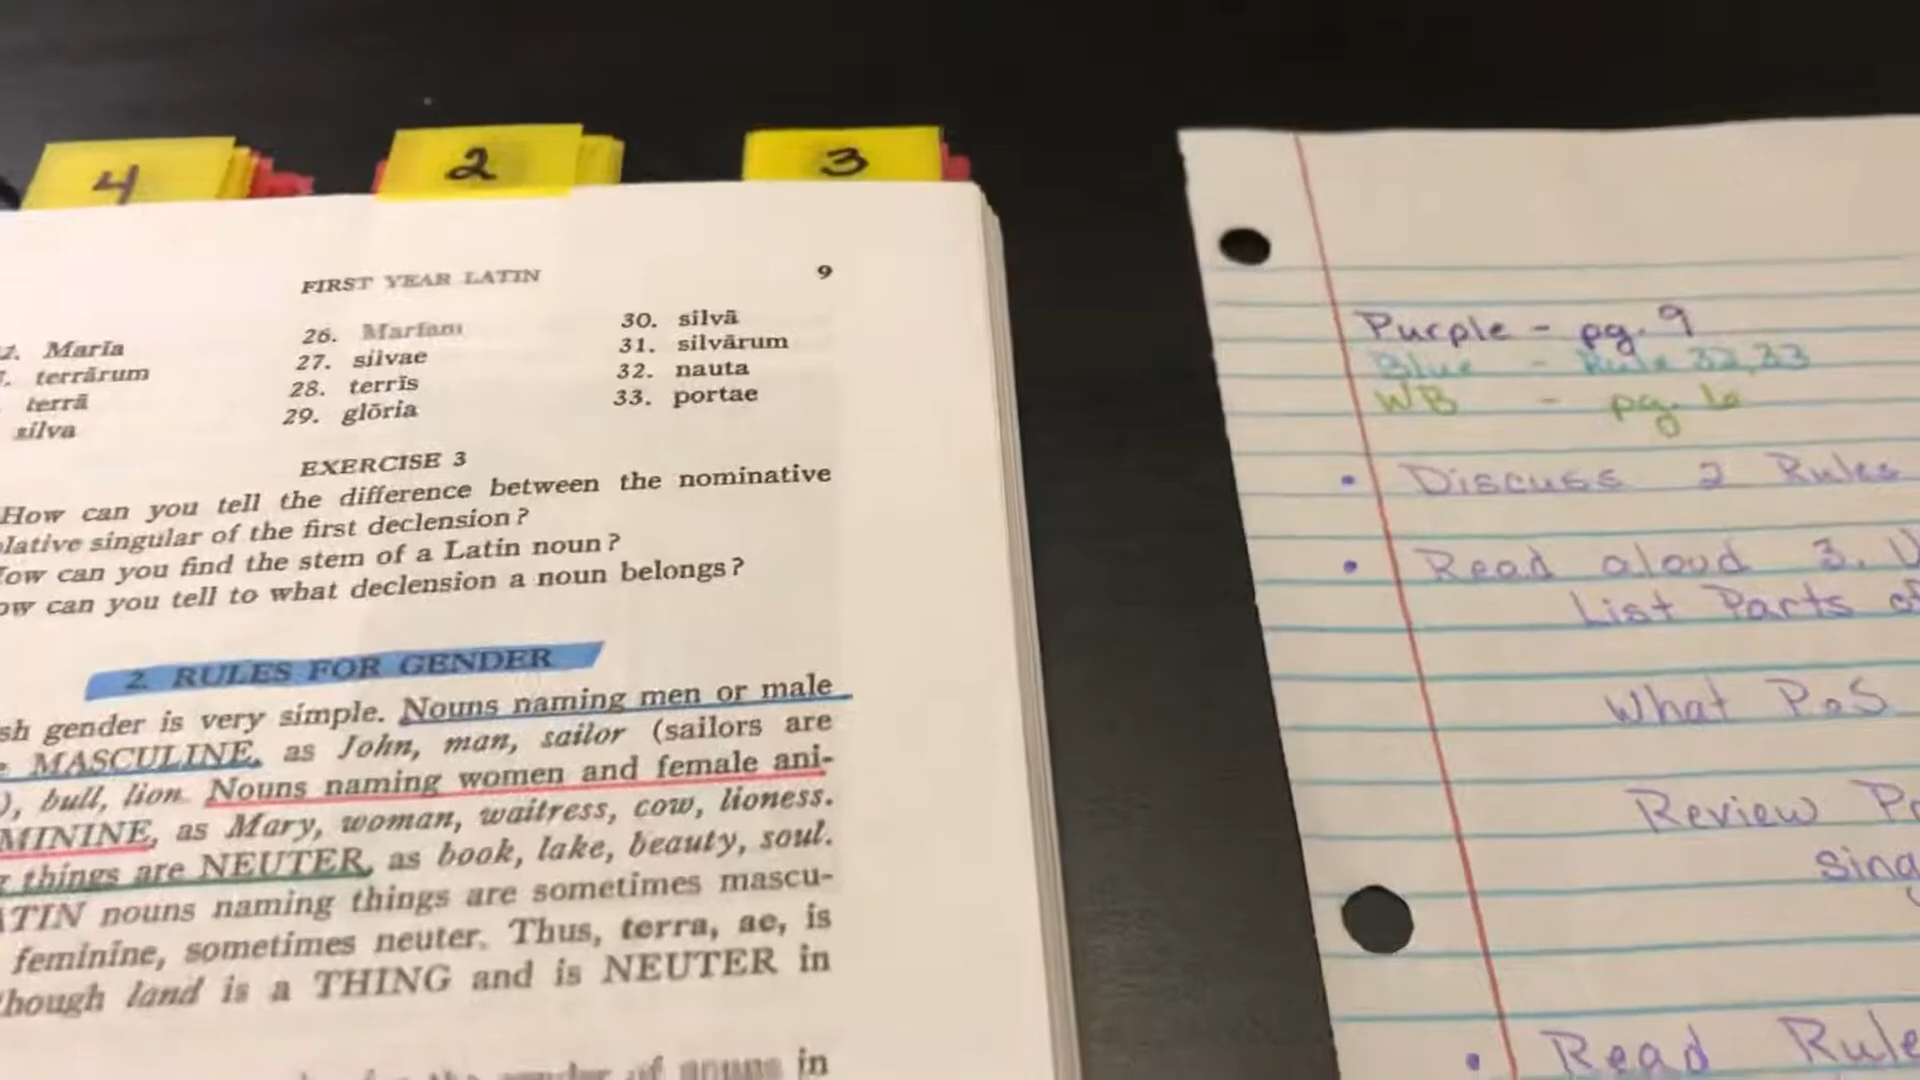 4
2
3
FIRST YEAR LATIN
9
Maria
terrārum
terrā
silva
26. Mariam
27. silvae
28. terrīs
29. glōria
30. silvā
31. silvārum
32. nauta
33. portae
EXERCISE 3
How can you tell the difference between the nominative
singular of the first declension?
How can you find the stem of a Latin noun?
can you tell to what declension a noun belongs?
2. RULES FOR GENDER
gender is very simple. Nouns naming men or male
MASCULINE, as John, man, sailor (sailors are
), bull, lion. Nouns naming women and female ani-
MININE, as Mary, woman, waitress, cow, lioness.
things are NEUTER, as book, lake, beauty, soul.
ATIN nouns naming things are sometimes mascu-
feminine, sometimes neuter. Thus, terra, ae, is
though land is a THING and is NEUTER in
gender of nouns in
Purple - pg. 9
Blue - Rule 32,33
WB - pg.
• Discuss 2 Rules
• Read aloud 3.
List Parts of
What PoS
Review
• Read Rule